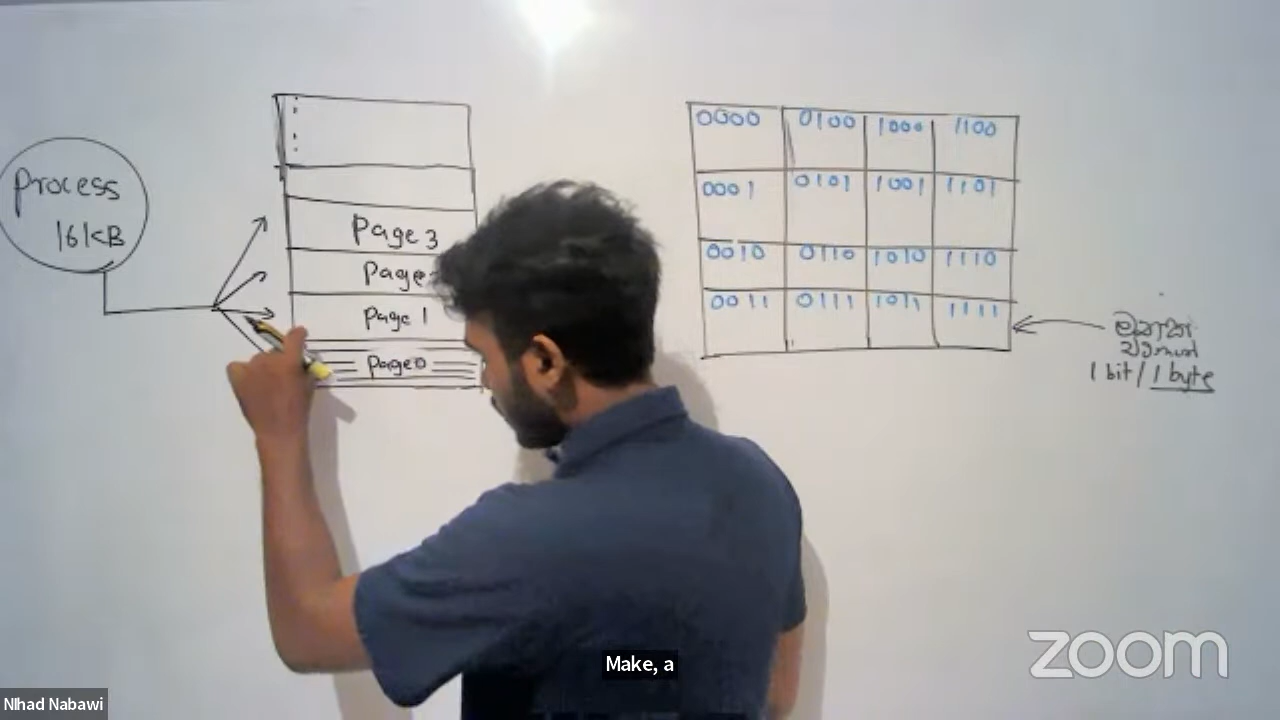 Process
16KB
Page 3
Page
Page 1
Page0
0000 0100 1000 1100
0001 0101 1001 1101
0010 0110 1010 1110
0011 0111 1011 1111
1 bit / 1 byte
Make, a
zoom
NIhad Nabawi